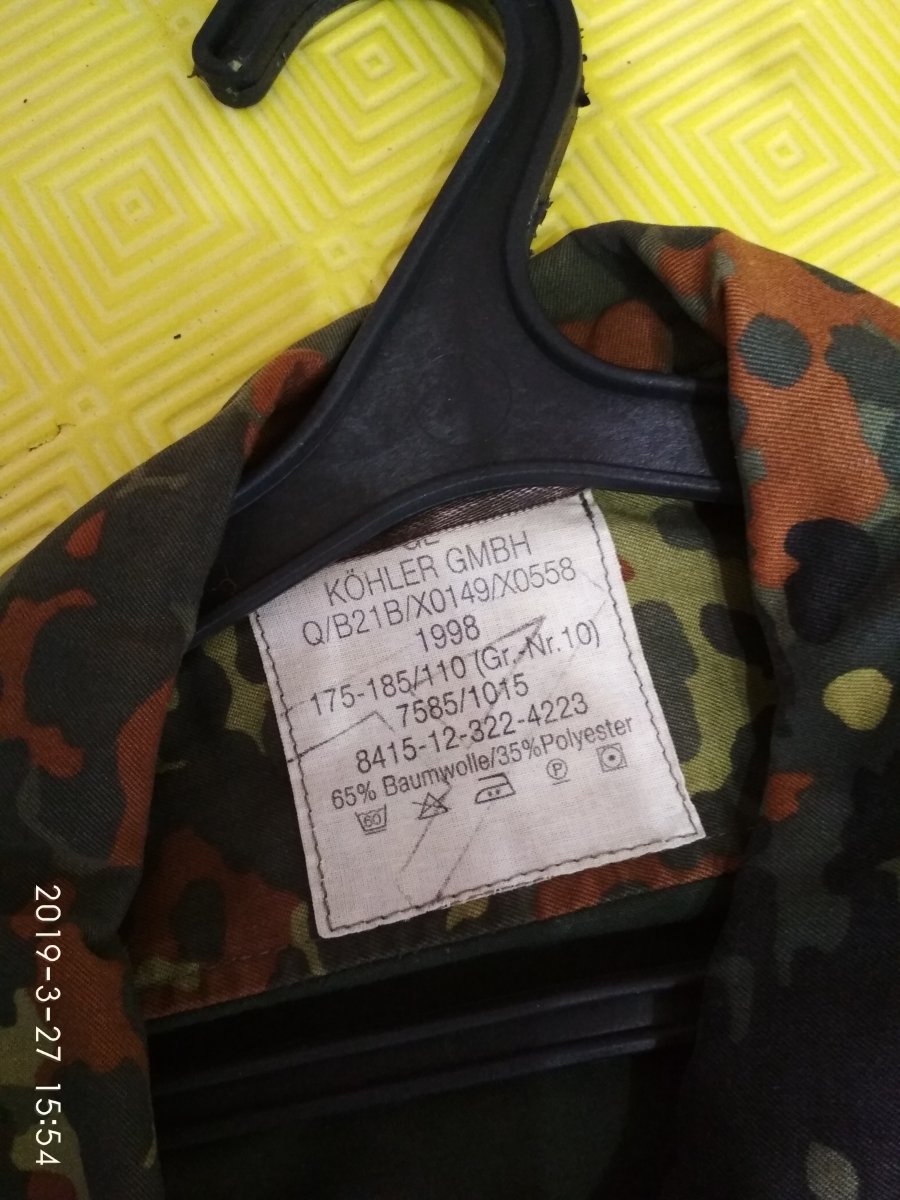 GE
KÖHLER GMBH
Q/B21B/X0149/X0558
1998
175-185/110 (Gr.-Nr.10)
7585/1015
8415-12-322-4223
65% Baumwolle/35%Polyester
60 P
2019-3-27 15:54